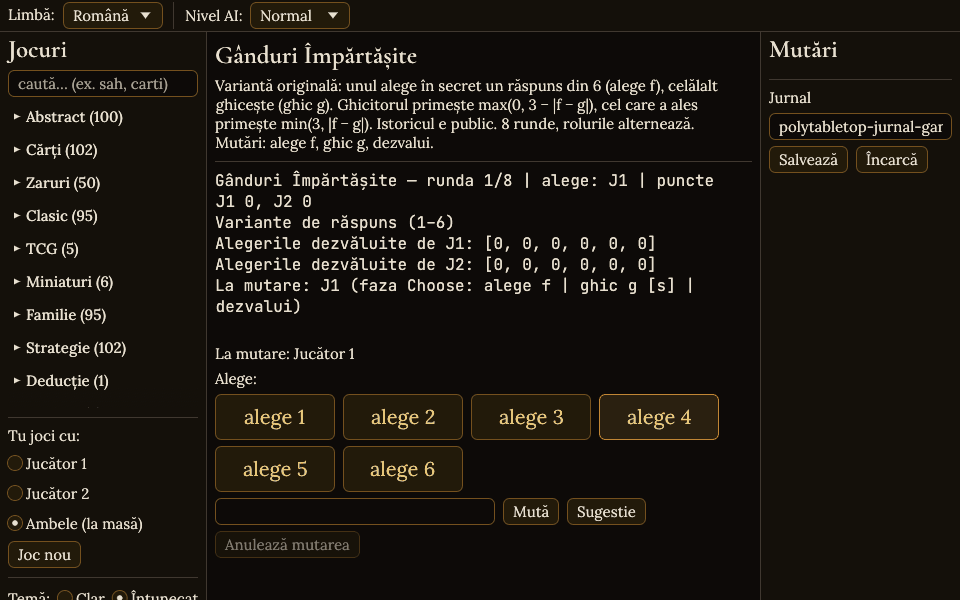 Limbă: Română ▼ Nivel AI: Normal ▼
Jocuri
caută... (ex. sah, carti)
▸ Abstract (100)
▸ Cărți (102)
▸ Zaruri (50)
▸ Clasic (95)
▸ TCG (5)
▸ Miniaturi (6)
▸ Familie (95)
▸ Strategie (102)
▸ Deducție (1)
Tu joci cu:
Jucător 1
Jucător 2
Ambele (la masă)
Joc nou
Temă: Clar Întunecat
Gânduri Împărtășite
Variantă originală: unul alege în secret un răspuns din 6 (alege f), celălalt
ghicește (ghic g). Ghicitorul primește max(0, 3 − |f − g|), cel care a ales
primește min(3, |f − g|). Istoricul e public. 8 runde, rolurile alternează.
Mutări: alege f, ghic g, dezvalui.
Gânduri Împărtășite — runda 1/8 | alege: J1 | puncte
J1 0, J2 0
Variante de răspuns (1–6)
Alegerile dezvăluite de J1: [0, 0, 0, 0, 0, 0]
Alegerile dezvăluite de J2: [0, 0, 0, 0, 0, 0]
La mutare: J1 (faza Choose: alege f | ghic g [s] |
dezvalui)
La mutare: Jucător 1
Alege:
alege 1 alege 2 alege 3 alege 4
alege 5 alege 6
Mută Sugestie
Anulează mutarea
Mutări
Jurnal
polytabletop-jurnal-gar
Salvează Încarcă